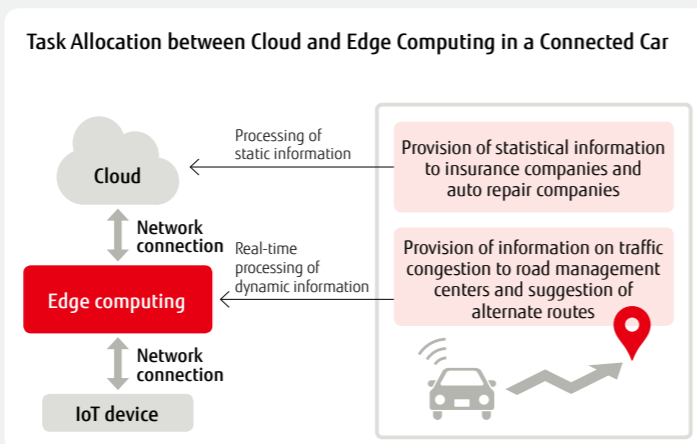 Task Allocation between Cloud and Edge Computing in a Connected Car
Processing of
static information
Provision of statistical information
to insurance companies and
auto repair companies
Cloud
Network
connection
Real-time
processing of
dynamic information
Provision of information on traffic
congestion to road management
centers and suggestion of
alternate routes
Edge computing
Network
connection
IoT device